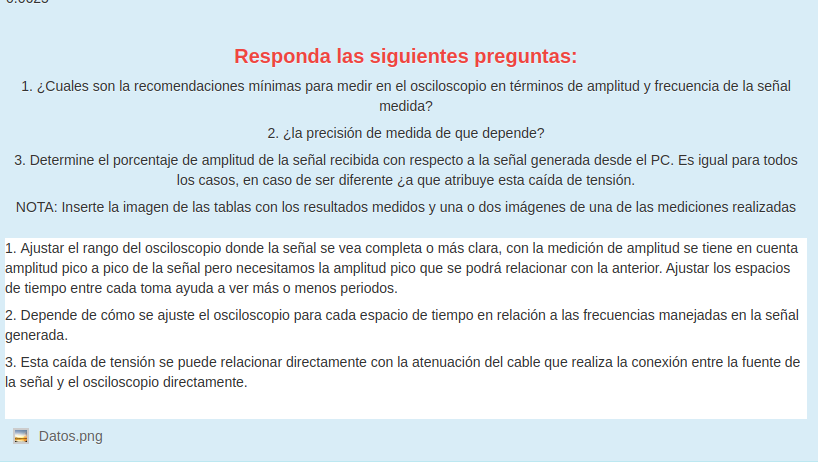 Responda las siguientes preguntas:
1. ¿Cuales son la recomendaciones mínimas para medir en el osciloscopio en términos de amplitud y frecuencia de la señal
medida?
2. ¿la precisión de medida de que depende?
3. Determine el porcentaje de amplitud de la señal recibida con respecto a la señal generada desde el PC. Es igual para todos
los casos, en caso de ser diferente ¿a que atribuye esta caída de tensión.
NOTA: Inserte la imagen de las tablas con los resultados medidos y una o dos imágenes de una de las mediciones realizadas
1. Ajustar el rango del osciloscopio donde la señal se vea completa o más clara, con la medición de amplitud se tiene en cuenta
amplitud pico a pico de la señal pero necesitamos la amplitud pico que se podrá relacionar con la anterior. Ajustar los espacios
de tiempo entre cada toma ayuda a ver más o menos periodos.
2. Depende de cómo se ajuste el osciloscopio para cada espacio de tiempo en relación a las frecuencias manejadas en la señal
generada.
3. Esta caída de tensión se puede relacionar directamente con la atenuación del cable que realiza la conexión entre la fuente de
la señal y el osciloscopio directamente.
Datos.png